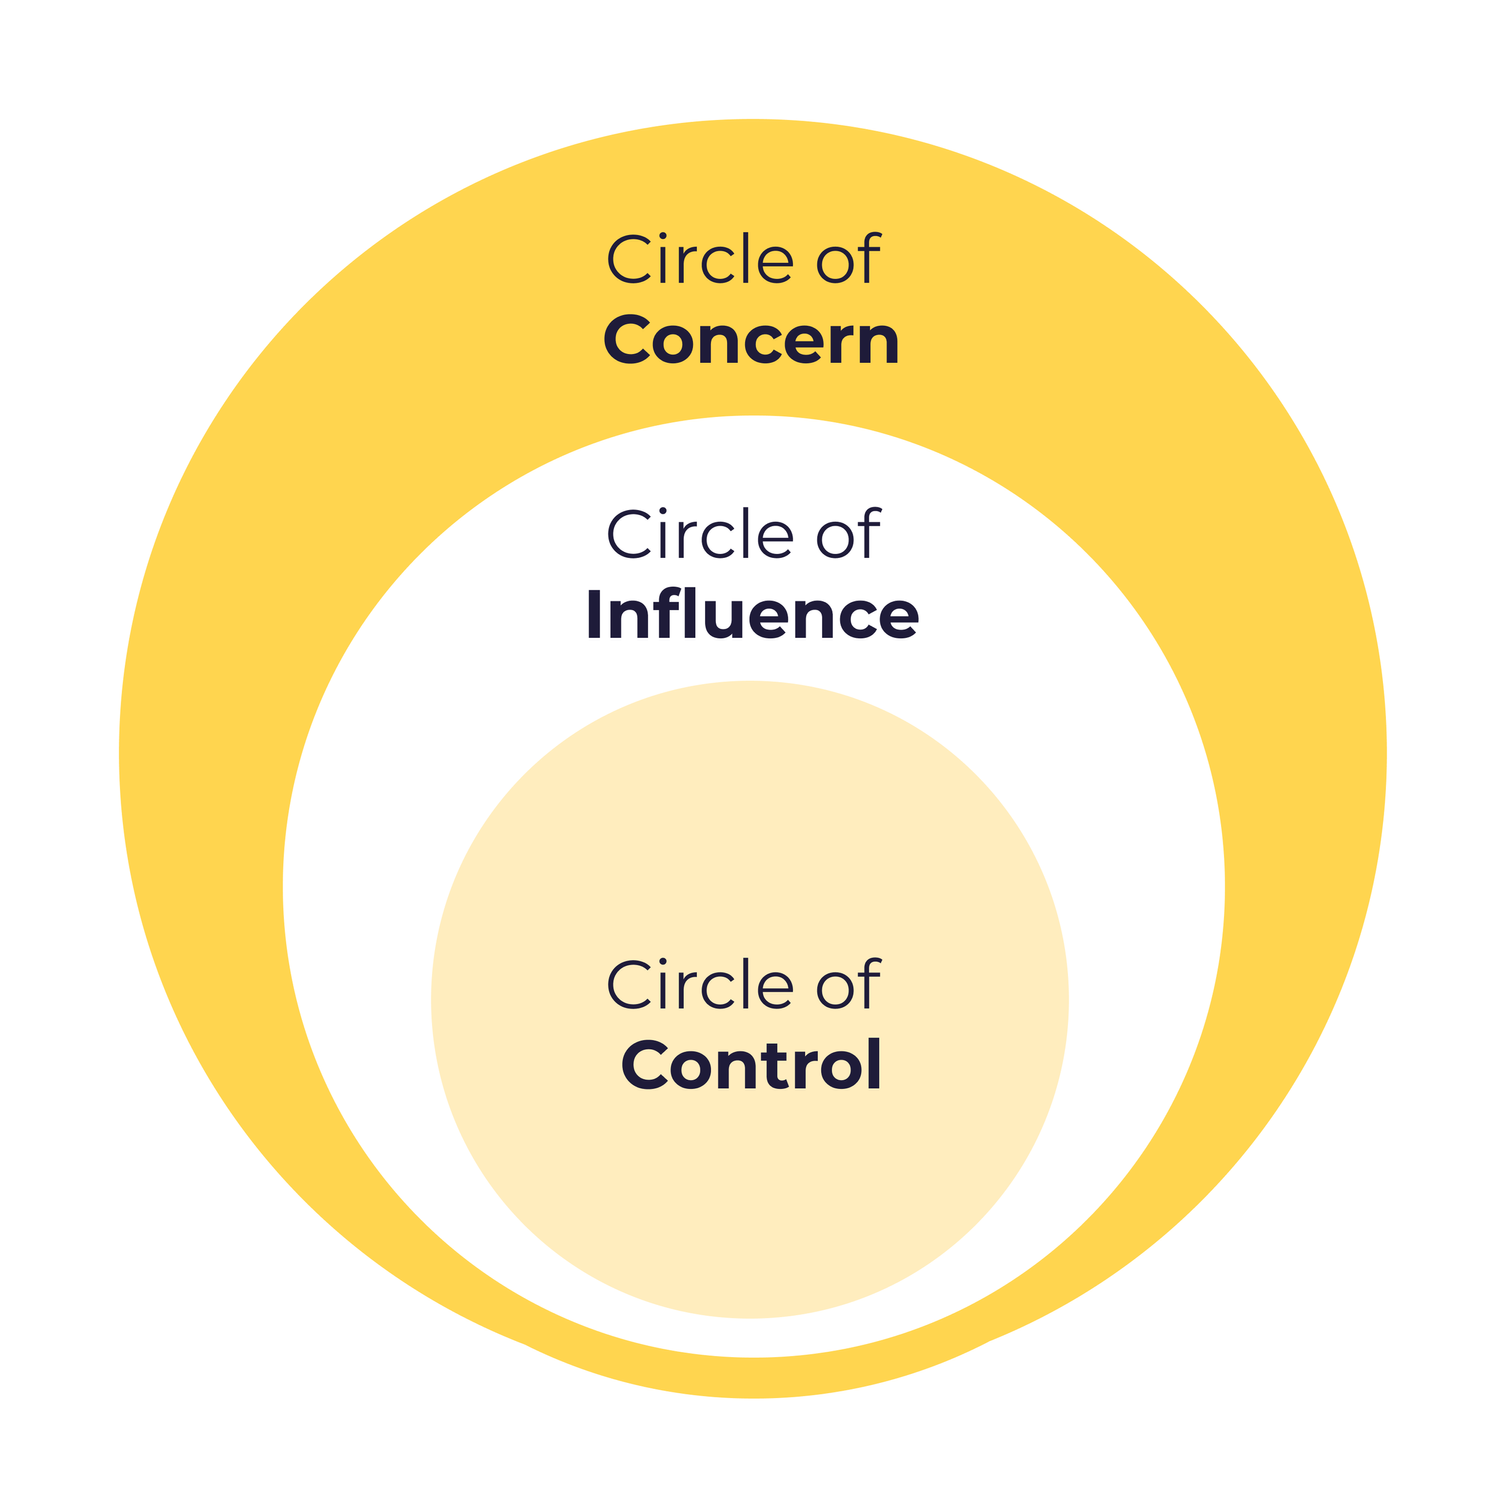 Circle of
Concern
Circle of
Influence
Circle of
Control